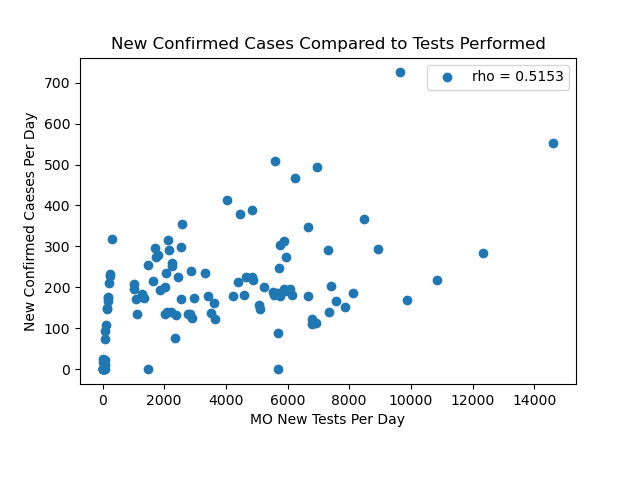 New Confirmed Cases Compared to Tests Performed
rho = 0.5153
New Confirmed Caeses Per Day
700
600
500
400
300
200
100
0
0 2000 4000 6000 8000 10000 12000 14000
MO New Tests Per Day